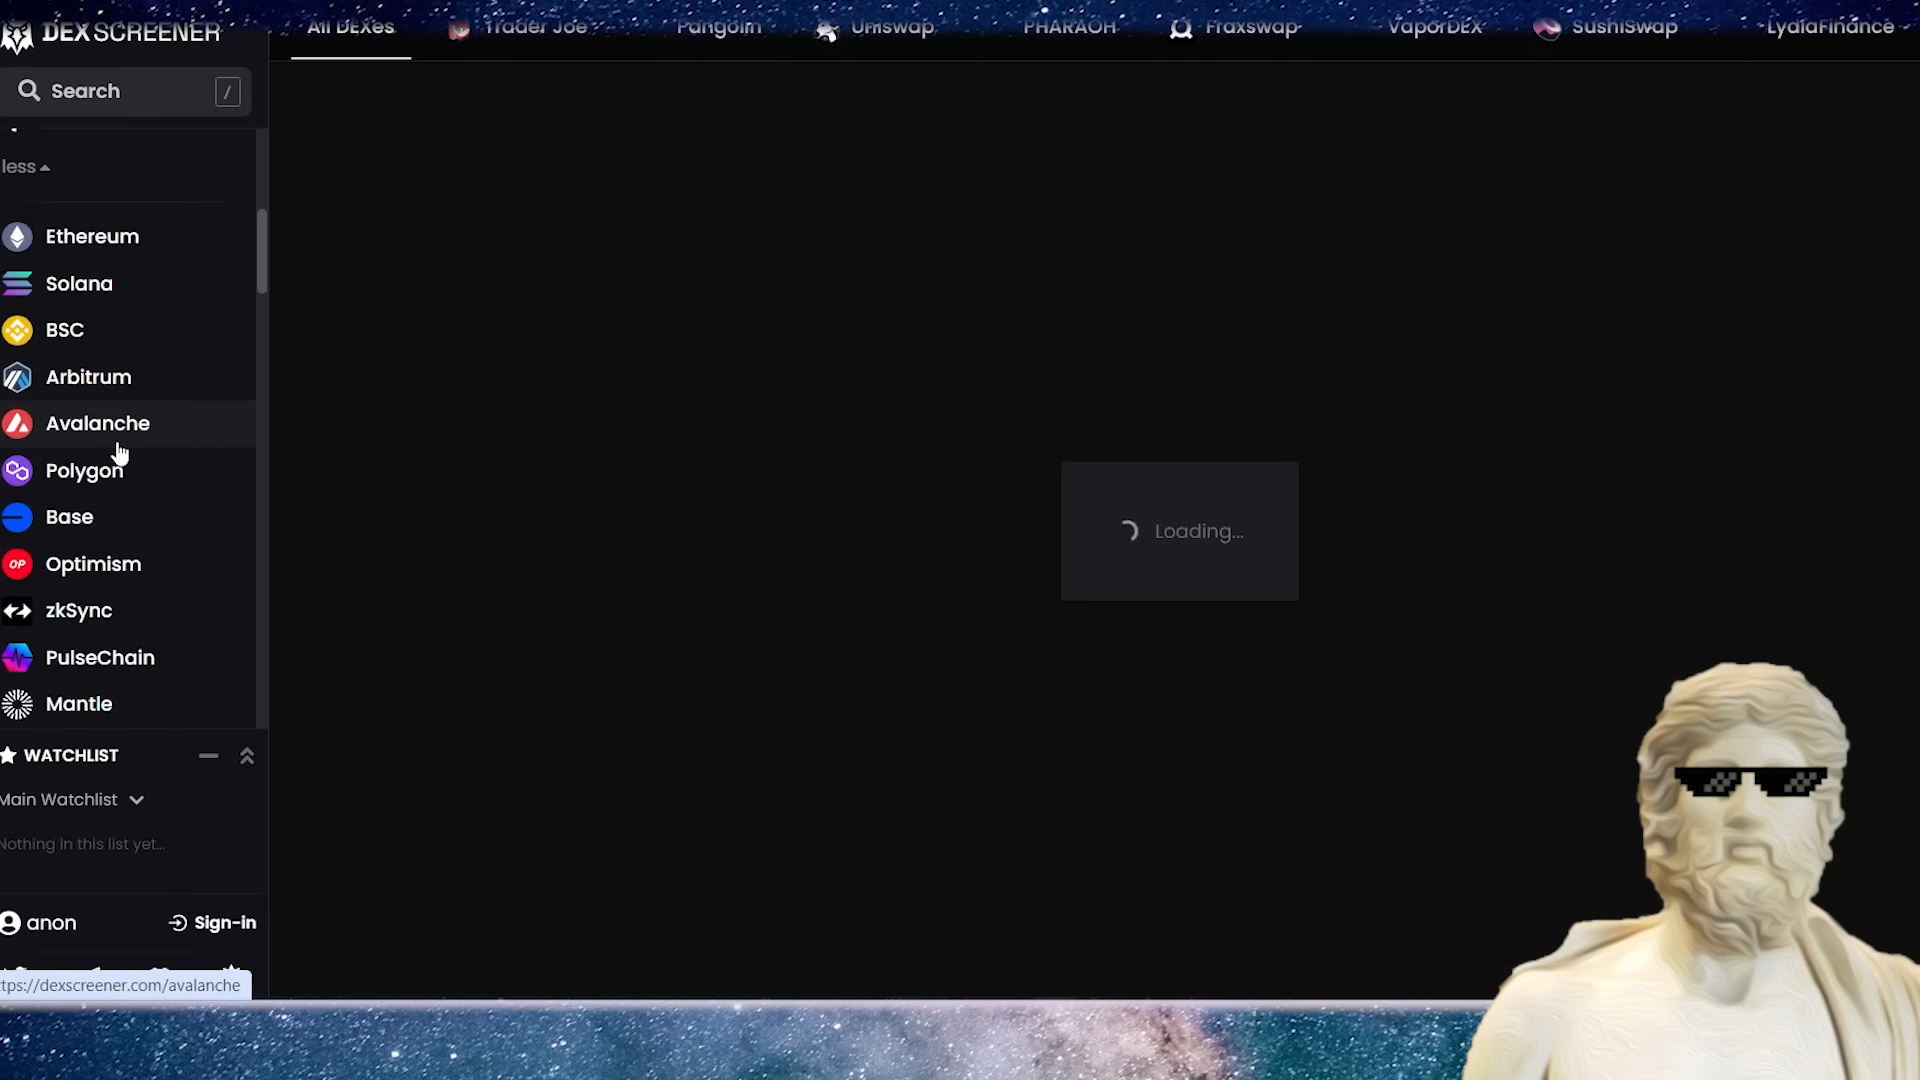 DEX SCREENER
All DEXes Trader Joe Pangolin Uniswap PHARAOH Fraxswap VaporDEX SushiSwap LydiaFinance
Search /
less
Ethereum
Solana
BSC
Arbitrum
Avalanche
Polygon
Base
Optimism
OP
zkSync
PulseChain
Mantle
Loading...
WATCHLIST
Main Watchlist
Nothing in this list yet...
anon Sign-in
ttps://dexscreener.com/avalanche